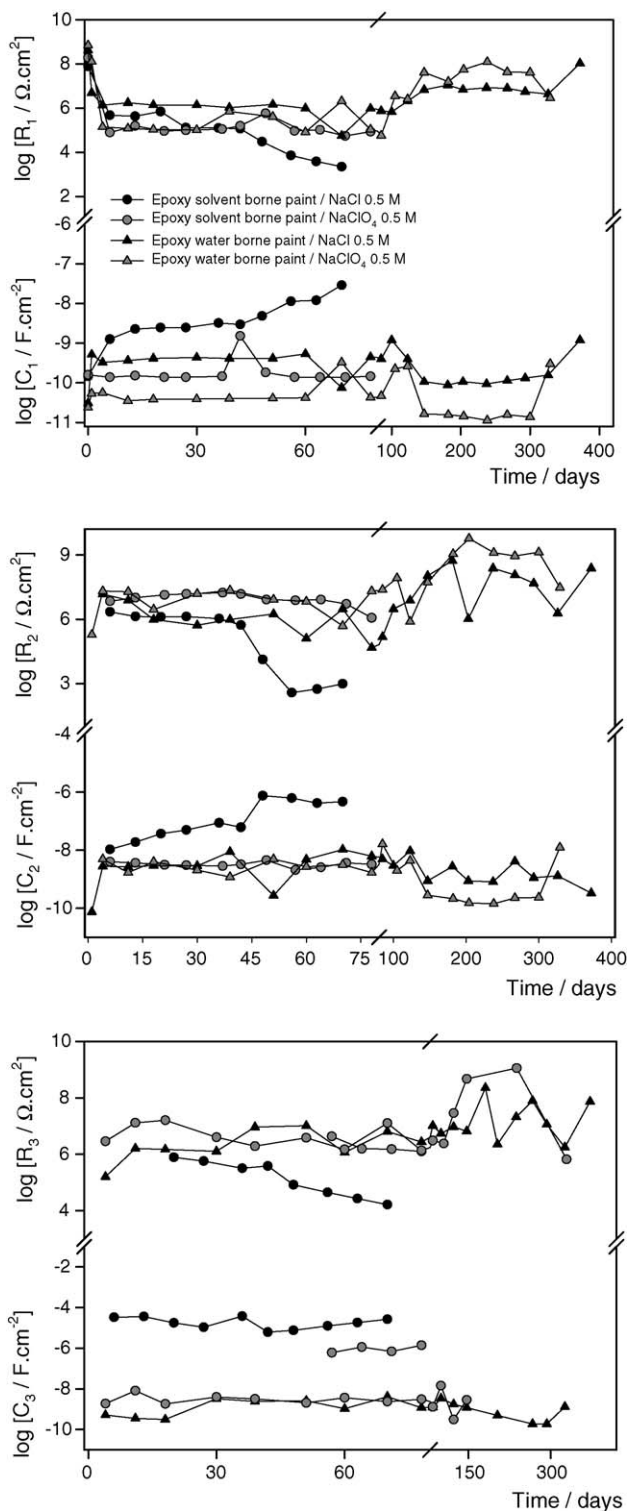 log [R1 / Ω.cm2]
10
8
6
4
2
-6
Epoxy solvent borne paint / NaCl 0.5 M
Epoxy solvent borne paint / NaClO4 0.5 M
Epoxy water borne paint / NaCl 0.5 M
Epoxy water borne paint / NaClO4 0.5 M
log [C1 / F.cm-2]
-7
-8
-9
-10
-11
0 30 60 100 200 300 400
Time / days
log [R2 / Ω.cm2]
9
6
3
-4
log [C2 / F.cm-2]
-6
-8
-10
0 15 30 45 60 75 100 200 300 400
Time / days
log [R3 / Ω.cm2]
10
8
6
4
log [C3 / F.cm-2]
-2
-4
-6
-8
-10
0 30 60 150 300
Time / days